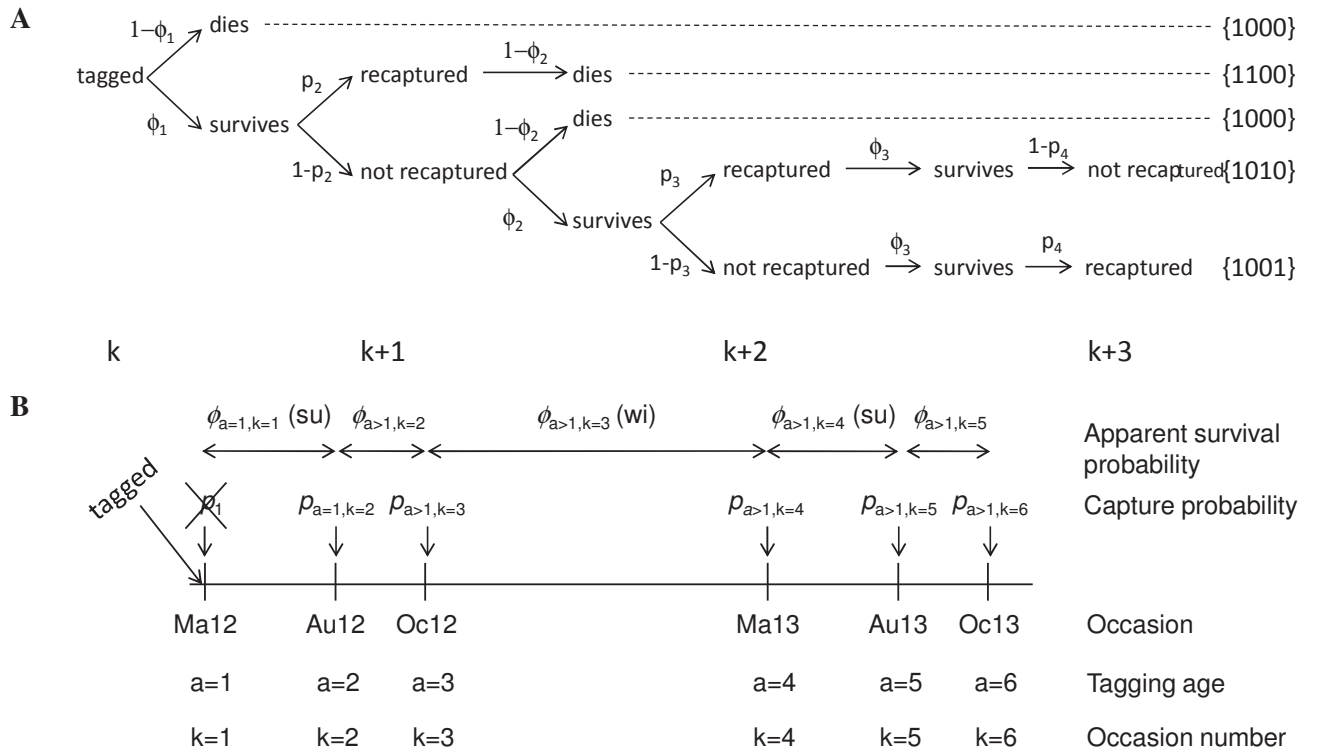 A
1−ϕ1 dies {1000}
tagged p2 recaptured 1−ϕ2 dies {1100}
ϕ1 survives 1−ϕ2 dies {1000}
1-p2 not recaptured p3 recaptured ϕ3 survives 1-p4 not recaptured {1010}
ϕ2 survives
1-p3 not recaptured ϕ3 survives p4 recaptured {1001}
k k+1 k+2 k+3
B
ϕa=1,k=1 (su) ϕa>1,k=2 ϕa>1,k=3 (wi) ϕa>1,k=4 (su) ϕa>1,k=5 Apparent survival
probability
tagged
p1 pa=1,k=2 pa>1,k=3 pa>1,k=4 pa>1,k=5 pa>1,k=6 Capture probability
Ma12 Au12 Oc12 Ma13 Au13 Oc13 Occasion
a=1 a=2 a=3 a=4 a=5 a=6 Tagging age
k=1 k=2 k=3 k=4 k=5 k=6 Occasion number